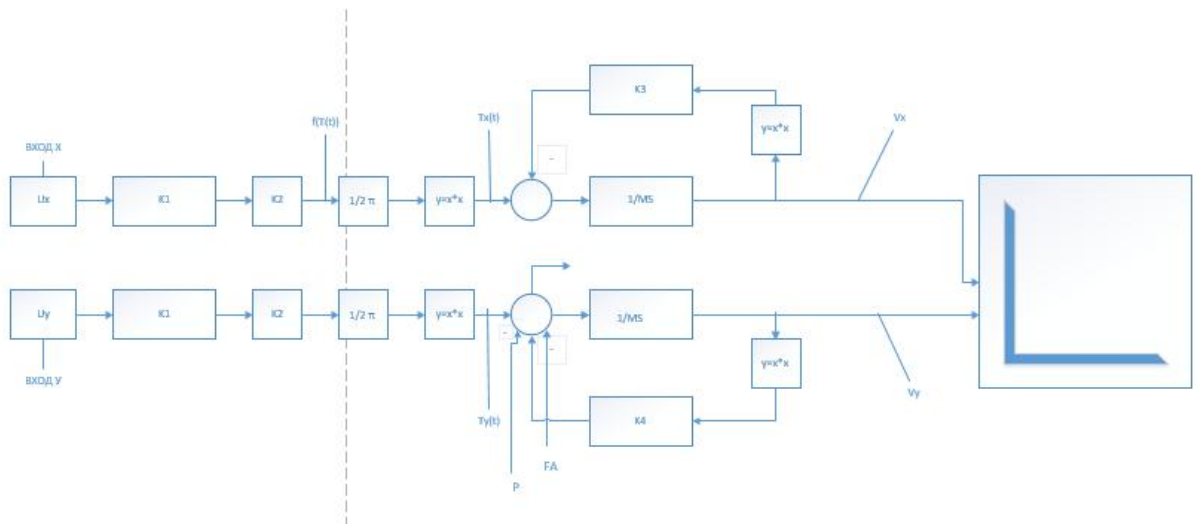 K3
f(T(t))
Tx(t)
y=x*x
Vx
ВХОД X
-
Ux
K1
K2
1/2 π
y=x*x
1/MS
Uy
K1
K2
1/2 π
y=x*x
1/MS
-
-
y=x*x
ВХОД У
Vy
Ty(t)
K4
FA
P